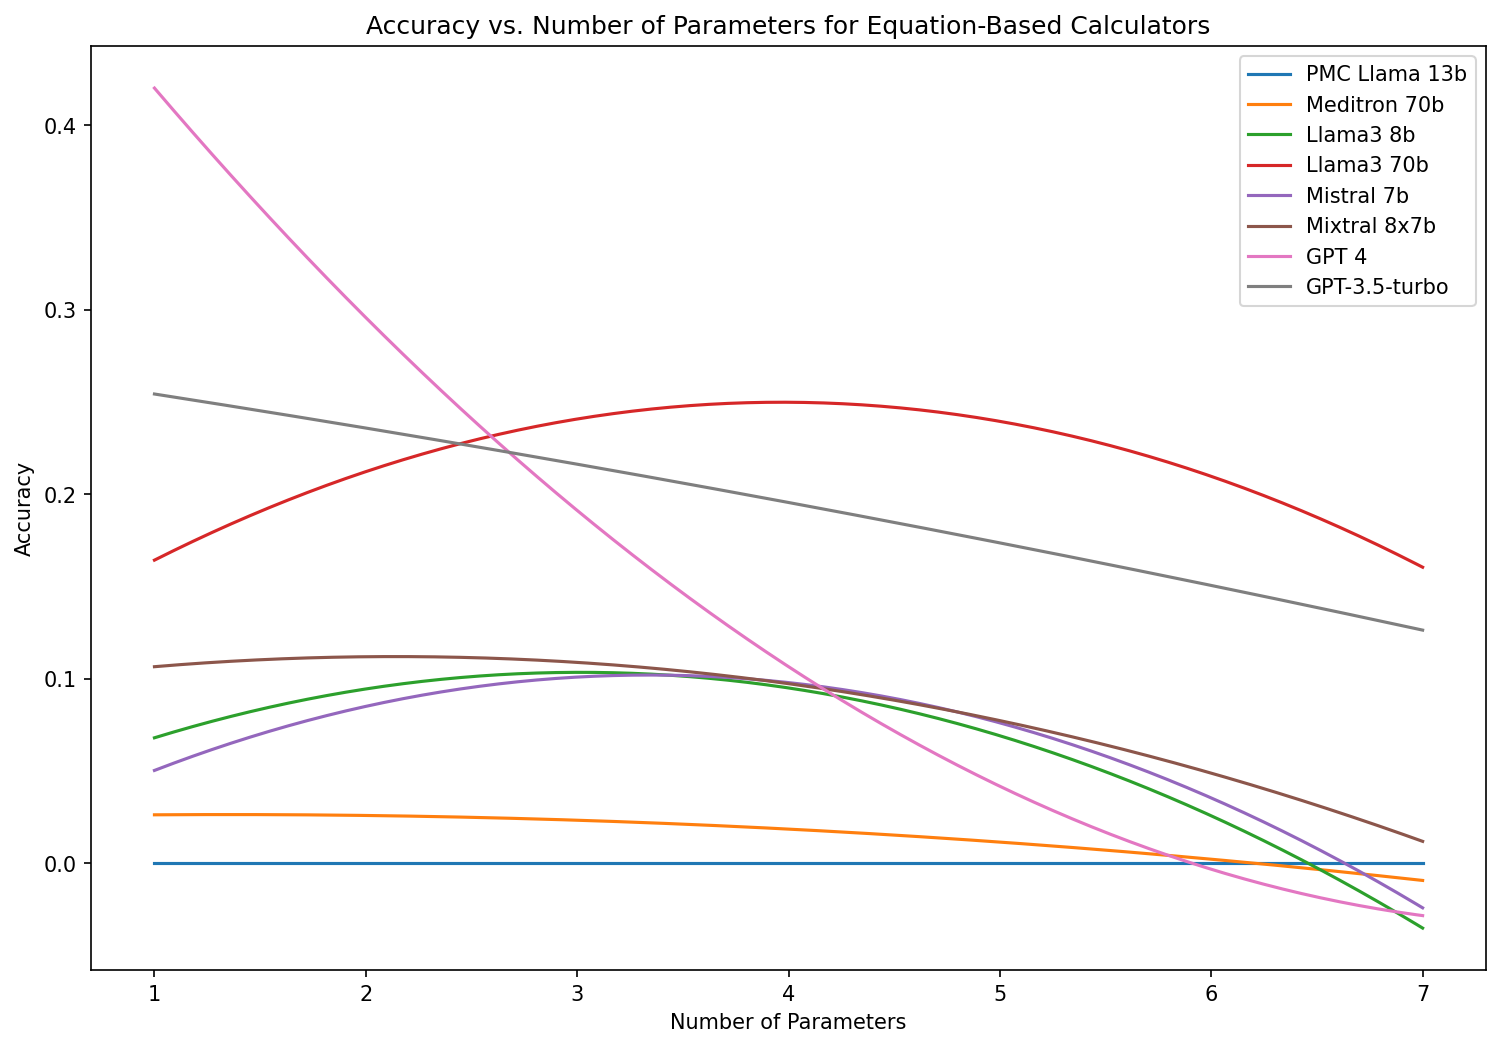 Accuracy vs. Number of Parameters for Equation-Based Calculators
PMC Llama 13b
Meditron 70b
Llama3 8b
Llama3 70b
Mistral 7b
Mixtral 8x7b
GPT 4
GPT-3.5-turbo
Accuracy
0.4
0.3
0.2
0.1
0.0
1 2 3 4 5 6 7
Number of Parameters